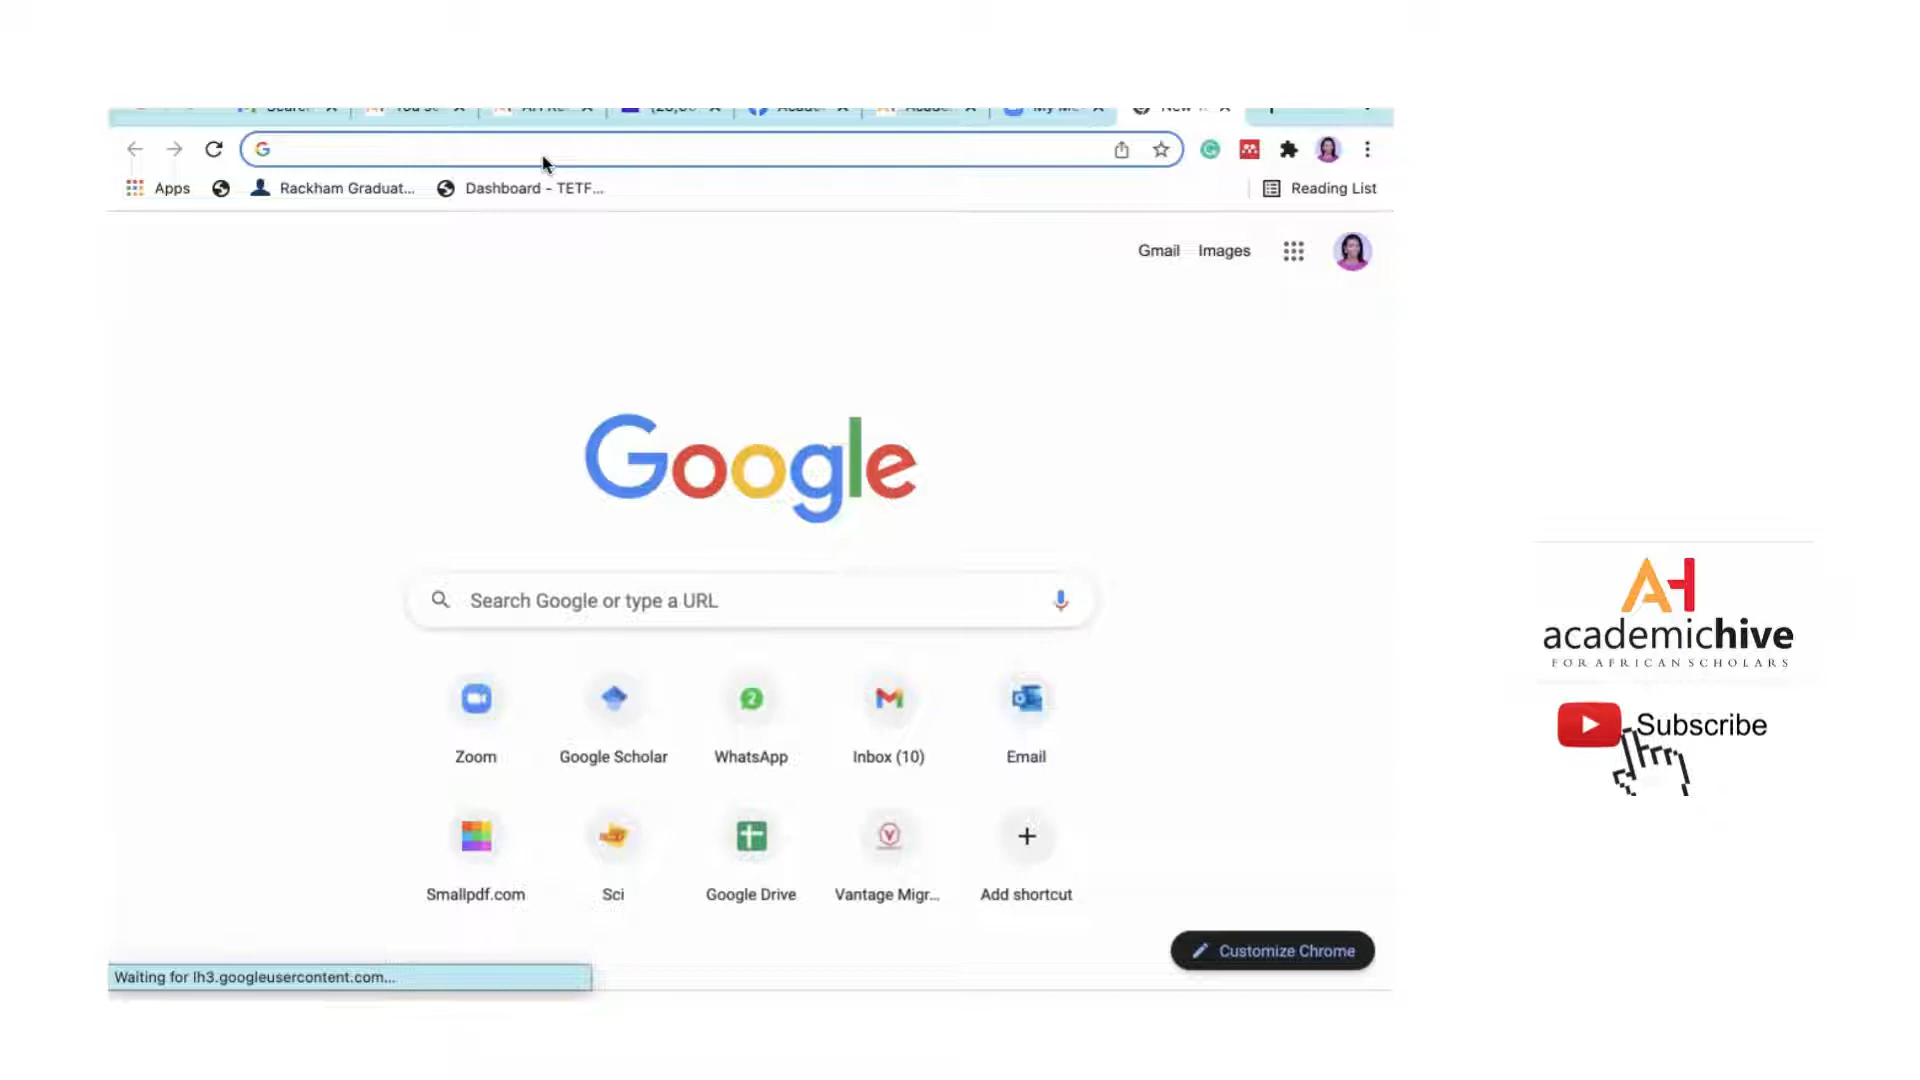 Apps Rackham Graduat... Dashboard - TETF... Reading List
Gmail Images
Google
Search Google or type a URL
Zoom Google Scholar WhatsApp Inbox (10) Email
Smallpdf.com Sci Google Drive Vantage Migr... Add shortcut
Customize Chrome
Waiting for lh3.googleusercontent.com...
AH
academichive
FOR AFRICAN SCHOLARS
Subscribe